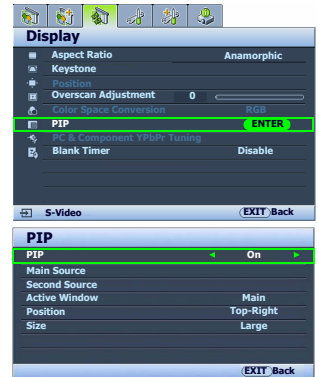 Display
Aspect Ratio Anamorphic
Keystone
Position
Overscan Adjustment 0
Color Space Conversion RGB
PIP ENTER
PC & Component YPbPr Tuning
Blank Timer Disable
S-Video EXIT Back
PIP
PIP On
Main Source
Second Source
Active Window Main
Position Top-Right
Size Large
EXIT Back